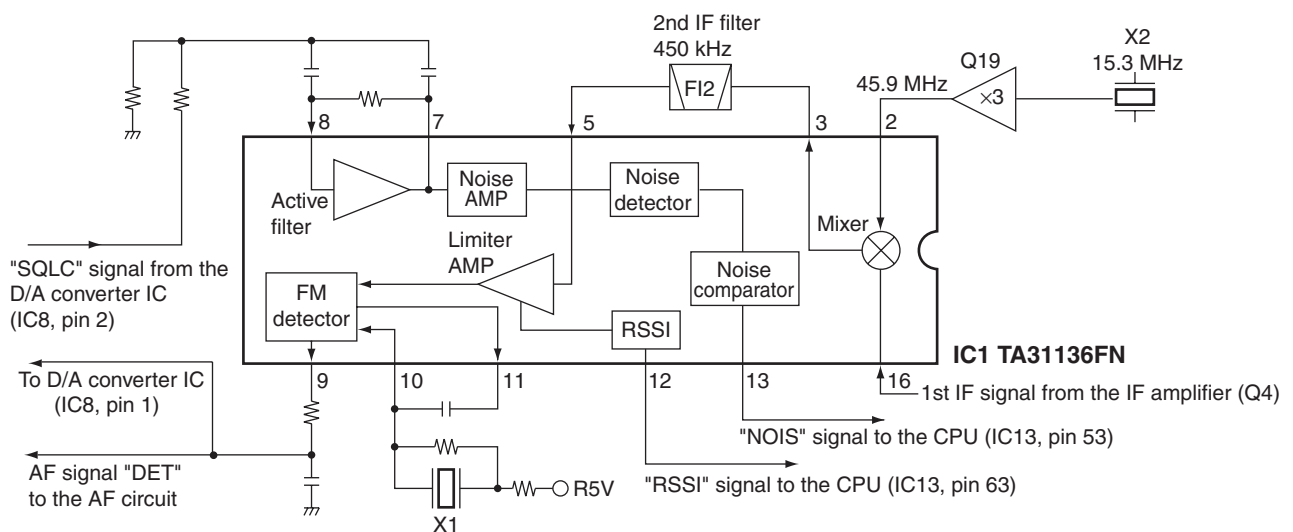 2nd IF filter
450 kHz
X2
15.3 MHz
Q19
45.9 MHz
×3
FI2
8
7
5
3
2
Active
filter
Noise
AMP
Noise
detector
Mixer
Limiter
AMP
"SQLC" signal from the
D/A converter IC
(IC8, pin 2)
FM
detector
Noise
comparator
RSSI
IC1 TA31136FN
9
10
11
12
13
16
To D/A converter IC
(IC8, pin 1)
1st IF signal from the IF amplifier (Q4)
"NOIS" signal to the CPU (IC13, pin 53)
AF signal "DET"
to the AF circuit
R5V
"RSSI" signal to the CPU (IC13, pin 63)
X1